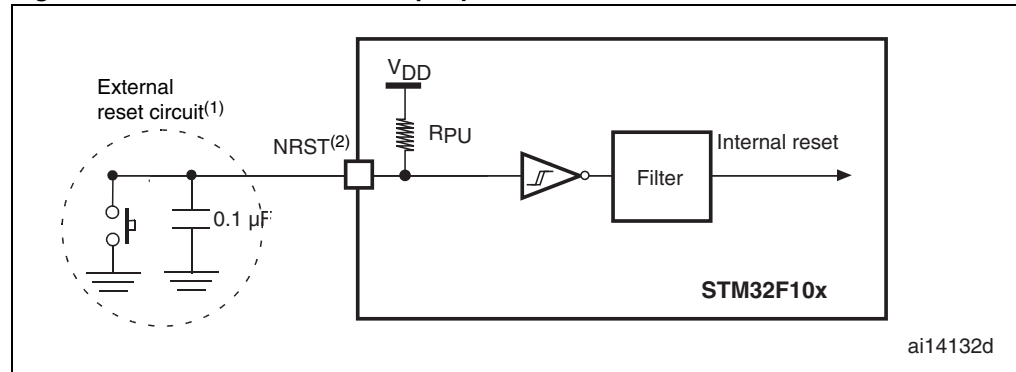 External
reset circuit(1)
VDD
RPU
NRST(2)
0.1 µF
Filter
Internal reset
STM32F10x
ai14132d